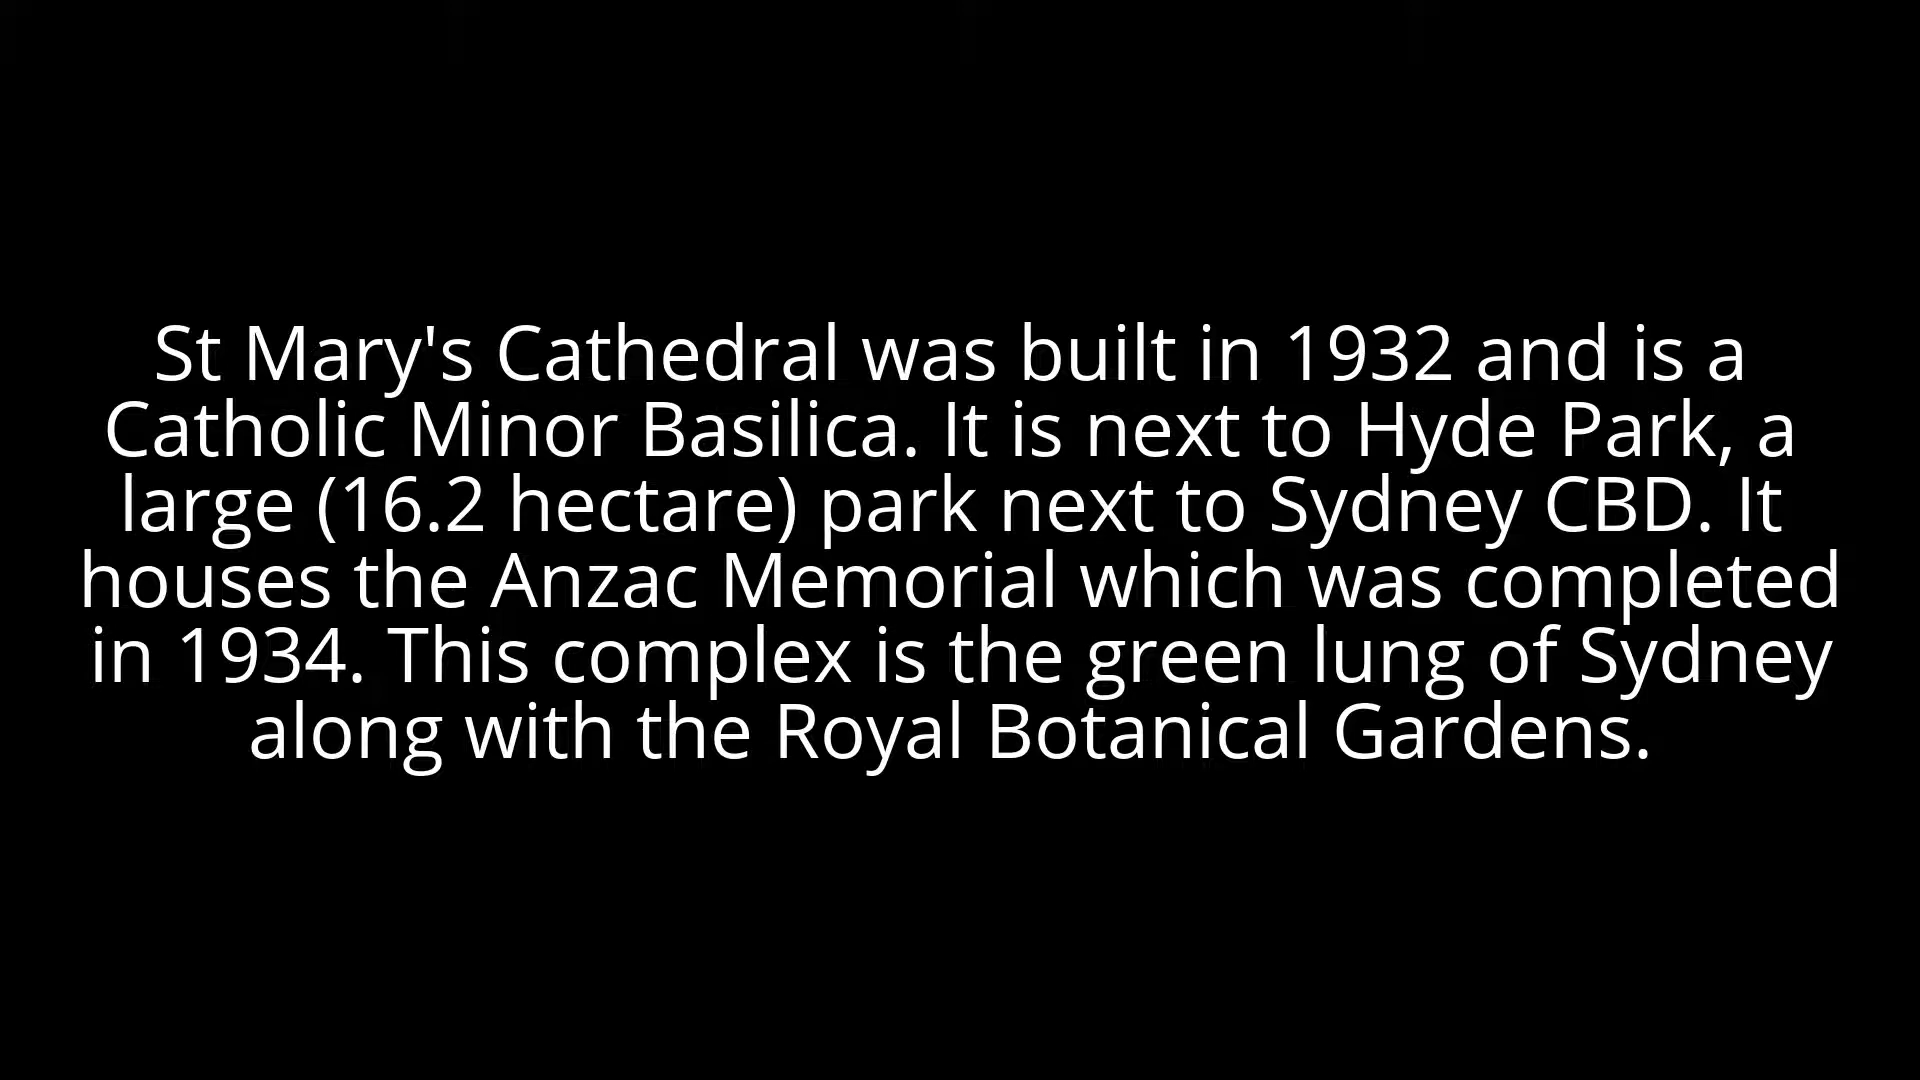 St Mary's Cathedral was built in 1932 and is a
Catholic Minor Basilica. It is next to Hyde Park, a
large (16.2 hectare) park next to Sydney CBD. It
houses the Anzac Memorial which was completed
in 1934. This complex is the green lung of Sydney
along with the Royal Botanical Gardens.